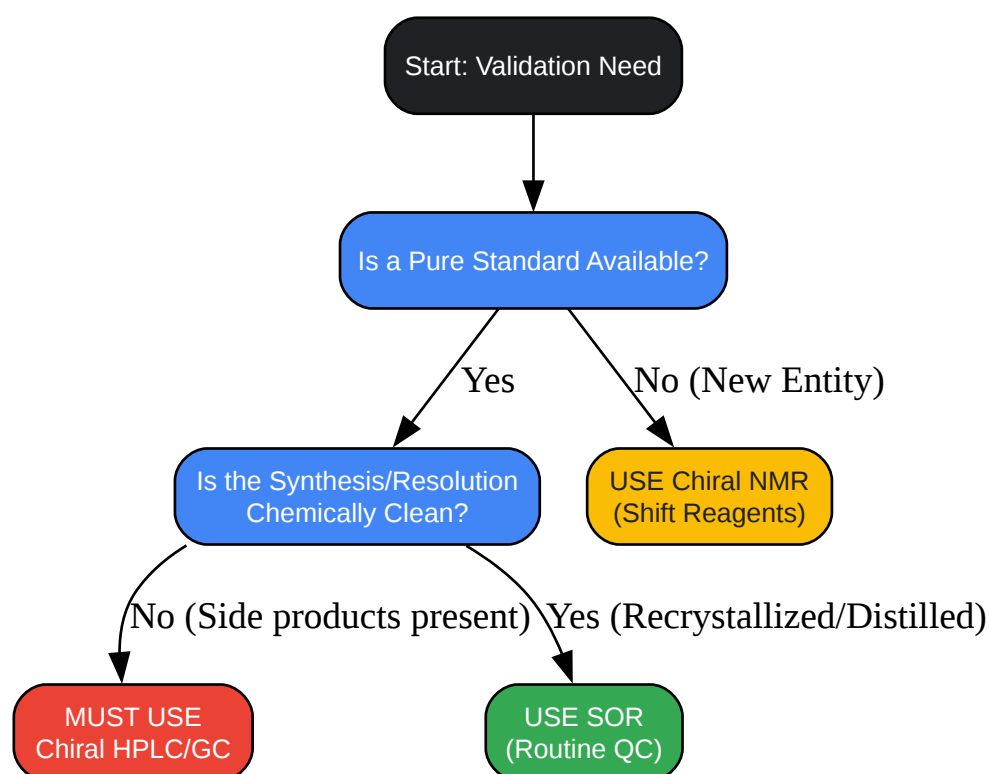 Start: Validation Need
Is a Pure Standard Available?
Yes
No (New Entity)
Is the Synthesis/Resolution
Chemically Clean?
USE Chiral NMR
(Shift Reagents)
No (Side products present)
Yes (Recrystallized/Distilled)
MUST USE
Chiral HPLC/GC
USE SOR
(Routine QC)